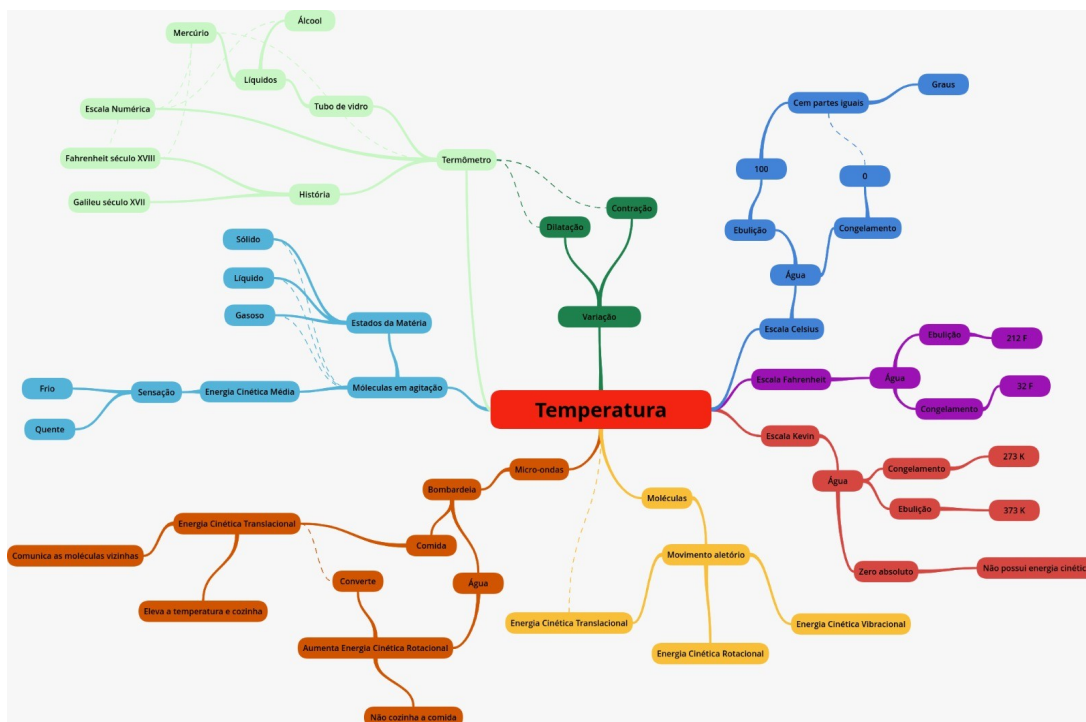 Temperatura
Termômetro
Tubo de vidro
Líquidos
Mercúrio
Álcool
Escala Numérica
História
Fahrenheit século XVIII
Galileu século XVII
Variação
Dilatação
Contração
Escala Celsius
Água
Ebulição
100
Cem partes iguais
Graus
Congelamento
0
Escala Fahrenheit
Água
Ebulição
212 F
Congelamento
32 F
Escala Kevin
Água
Congelamento
273 K
Ebulição
373 K
Zero absoluto
Não possui energia cinétic
Moléculas
Movimento aletório
Energia Cinética Translacional
Energia Cinética Rotacional
Energia Cinética Vibracional
Micro-ondas
Bombardeia
Comida
Energia Cinética Translacional
Comunica as moléculas vizinhas
Eleva a temperatura e cozinha
Água
Aumenta Energia Cinética Rotacional
Converte
Não cozinha a comida
Móleculas em agitação
Estados da Matéria
Sólido
Líquido
Gasoso
Energia Cinética Média
Sensação
Frio
Quente